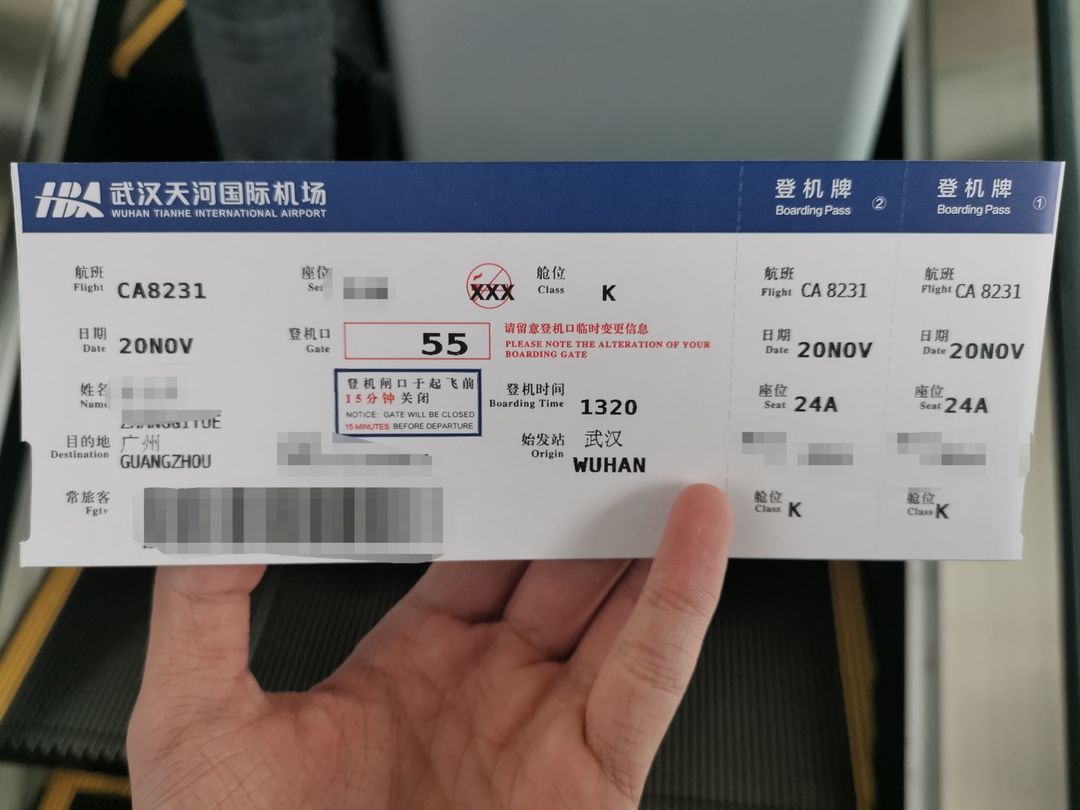 HBA 武汉天河国际机场
WUHAN TIANHE INTERNATIONAL AIRPORT
登机牌
Boarding Pass ②
登机牌
Boarding Pass ①
航班
Flight CA8231
座位
舱位
Class K
XXX
日期
Date 20NOV
登机口
Gate 55
请留意登机口临时变更信息
PLEASE NOTE THE ALTERATION OF YOUR
BOARDING GATE
姓名
Name
登机闸口于起飞前
15分钟关闭
NOTICE: GATE WILL BE CLOSED
15 MINUTES BEFORE DEPARTURE
登机时间
Boarding Time 1320
目的地 广州
Destination GUANGZHOU
始发站 武汉
Origin WUHAN
常旅客
Fqtv
航班
Flight CA 8231
日期
Date 20NOV
座位
Seat 24A
舱位
Class K
航班
Flight CA 8231
日期
Date 20NOV
座位
Seat 24A
舱位
Class K